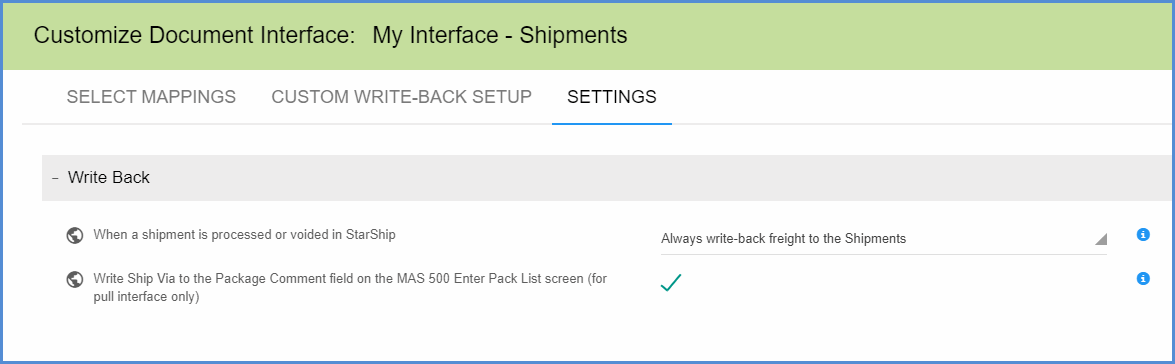 Customize Document Interface: My Interface - Shipments
SELECT MAPPINGS CUSTOM WRITE-BACK SETUP SETTINGS
– Write Back
When a shipment is processed or voided in StarShip Always write-back freight to the Shipments
Write Ship Via to the Package Comment field on the MAS 500 Enter Pack List screen (for
pull interface only)